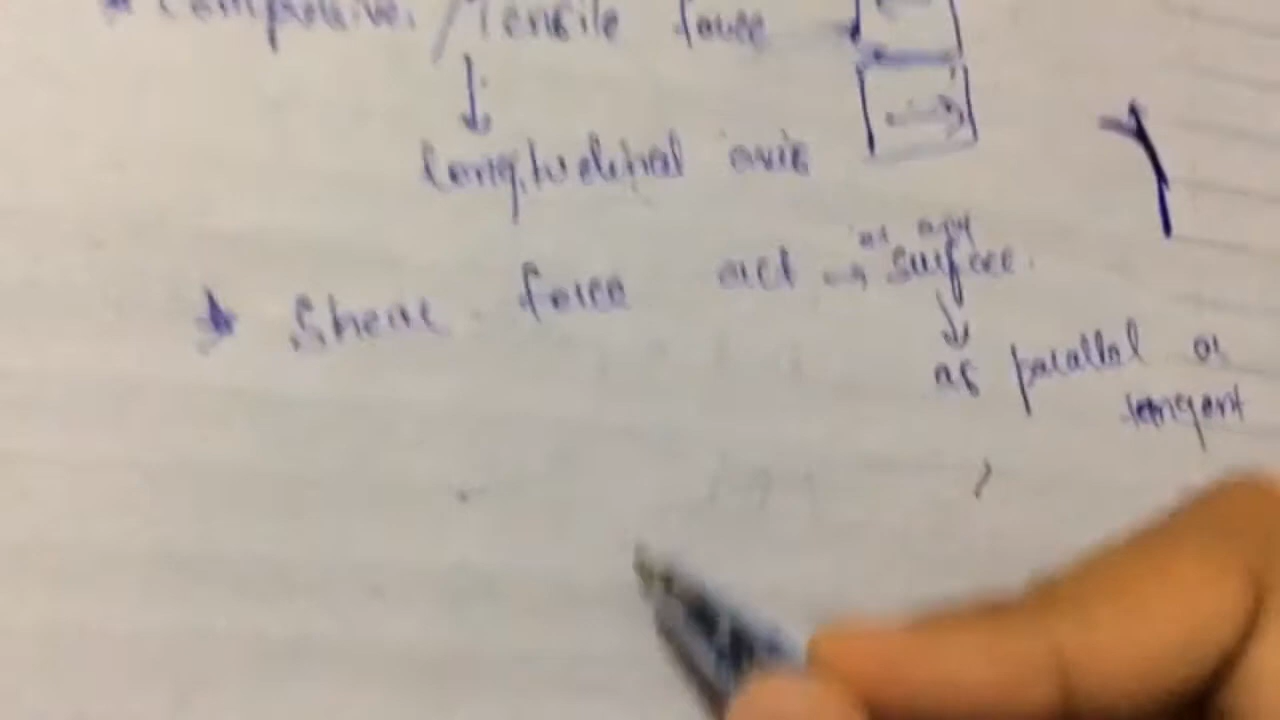 Compressive / Tensile force
↓
longitudinal axis
at any
★ Shear force act → surface.
↓
as parallel or
tangent